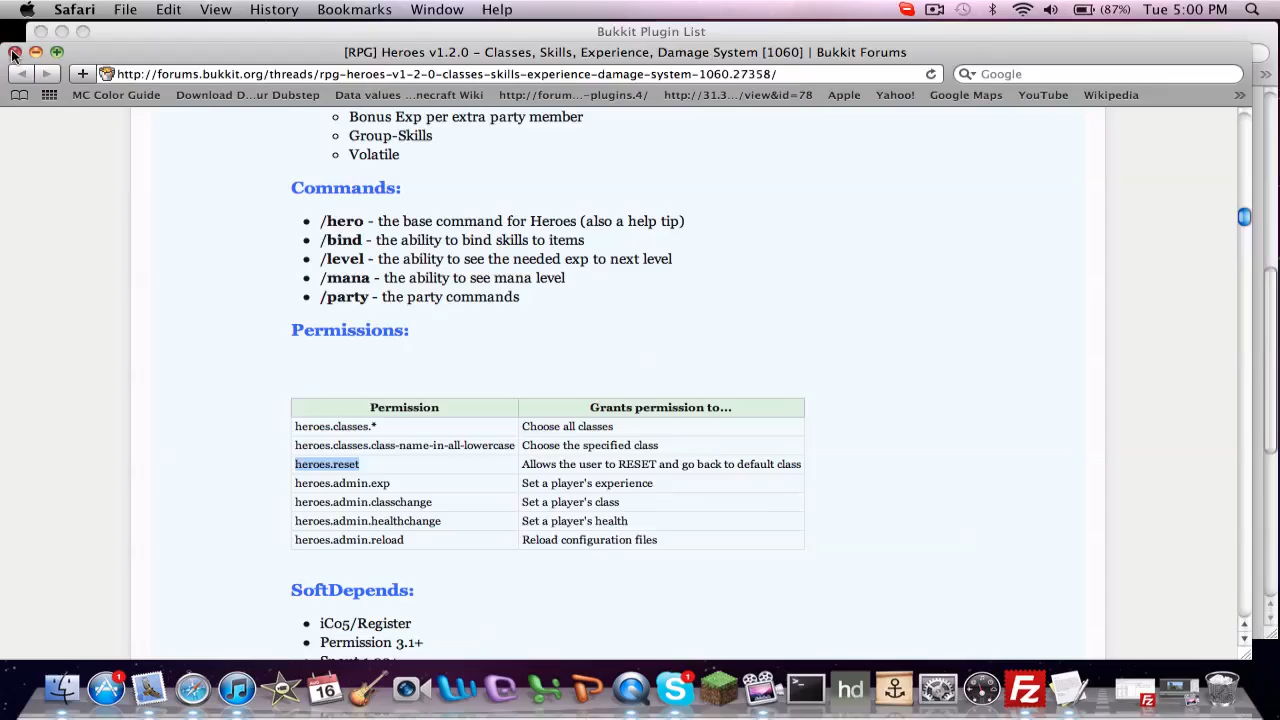 Safari File Edit View History Bookmarks Window Help (87%) Tue 5:00 PM
Bukkit Plugin List
[RPG] Heroes v1.2.0 – Classes, Skills, Experience, Damage System [1060] | Bukkit Forums
http://forums.bukkit.org/threads/rpg-heroes-v1-2-0-classes-skills-experience-damage-system-1060.27358/ Google
MC Color Guide Download D...ur Dubstep Data values ...necraft Wiki http://forum...-plugins.4/ http://31.3...view&id=78 Apple Yahoo! Google Maps YouTube Wikipedia
Bonus Exp per extra party member
Group-Skills
Volatile
Commands:
/hero - the base command for Heroes (also a help tip)
/bind - the ability to bind skills to items
/level - the ability to see the needed exp to next level
/mana - the ability to see mana level
/party - the party commands
Permissions:
Permission Grants permission to...
heroes.classes.* Choose all classes
heroes.classes.class-name-in-all-lowercase Choose the specified class
heroes.reset Allows the user to RESET and go back to default class
heroes.admin.exp Set a player's experience
heroes.admin.classchange Set a player's class
heroes.admin.healthchange Set a player's health
heroes.admin.reload Reload configuration files
SoftDepends:
iCo5/Register
Permission 3.1+
1 16 1 hd Fz